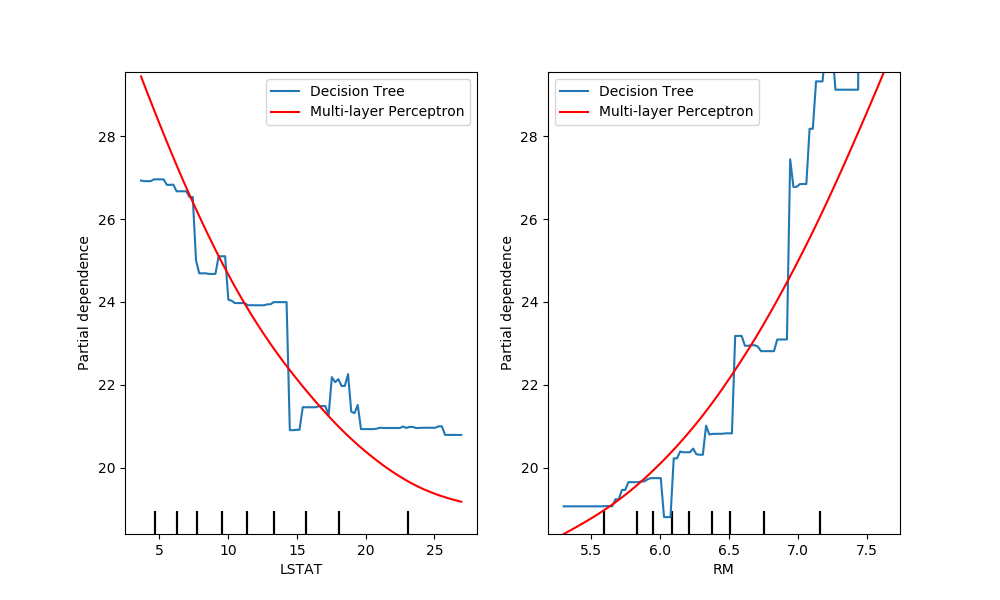 Decision Tree
Multi-layer Perceptron
28
26
24
22
20
Partial dependence
5
10
15
20
25
LSTAT
Decision Tree
Multi-layer Perceptron
28
26
24
22
20
Partial dependence
5.5
6.0
6.5
7.0
7.5
RM